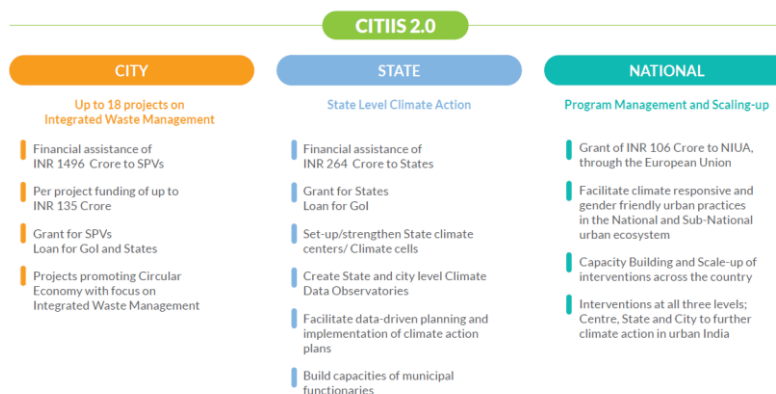 CITIIS 2.0
CITY
Up to 18 projects on
Integrated Waste Management
Financial assistance of
INR 1496 Crore to SPVs
Per project funding of up to
INR 135 Crore
Grant for SPVs
Loan for GoI and States
Projects promoting Circular
Economy with focus on
Integrated Waste Management
STATE
State Level Climate Action
Financial assistance of
INR 264 Crore to States
Grant for States
Loan for GoI
Set-up/strengthen State climate
centers/ Climate cells
Create State and city level Climate
Data Observatories
Facilitate data-driven planning and
implementation of climate action
plans
Build capacities of municipal
functionaries
NATIONAL
Program Management and Scaling-up
Grant of INR 106 Crore to NIUA,
through the European Union
Facilitate climate responsive and
gender friendly urban practices
in the National and Sub-National
urban ecosystem
Capacity Building and Scale-up of
interventions across the country
Interventions at all three levels;
Centre, State and City to further
climate action in urban India